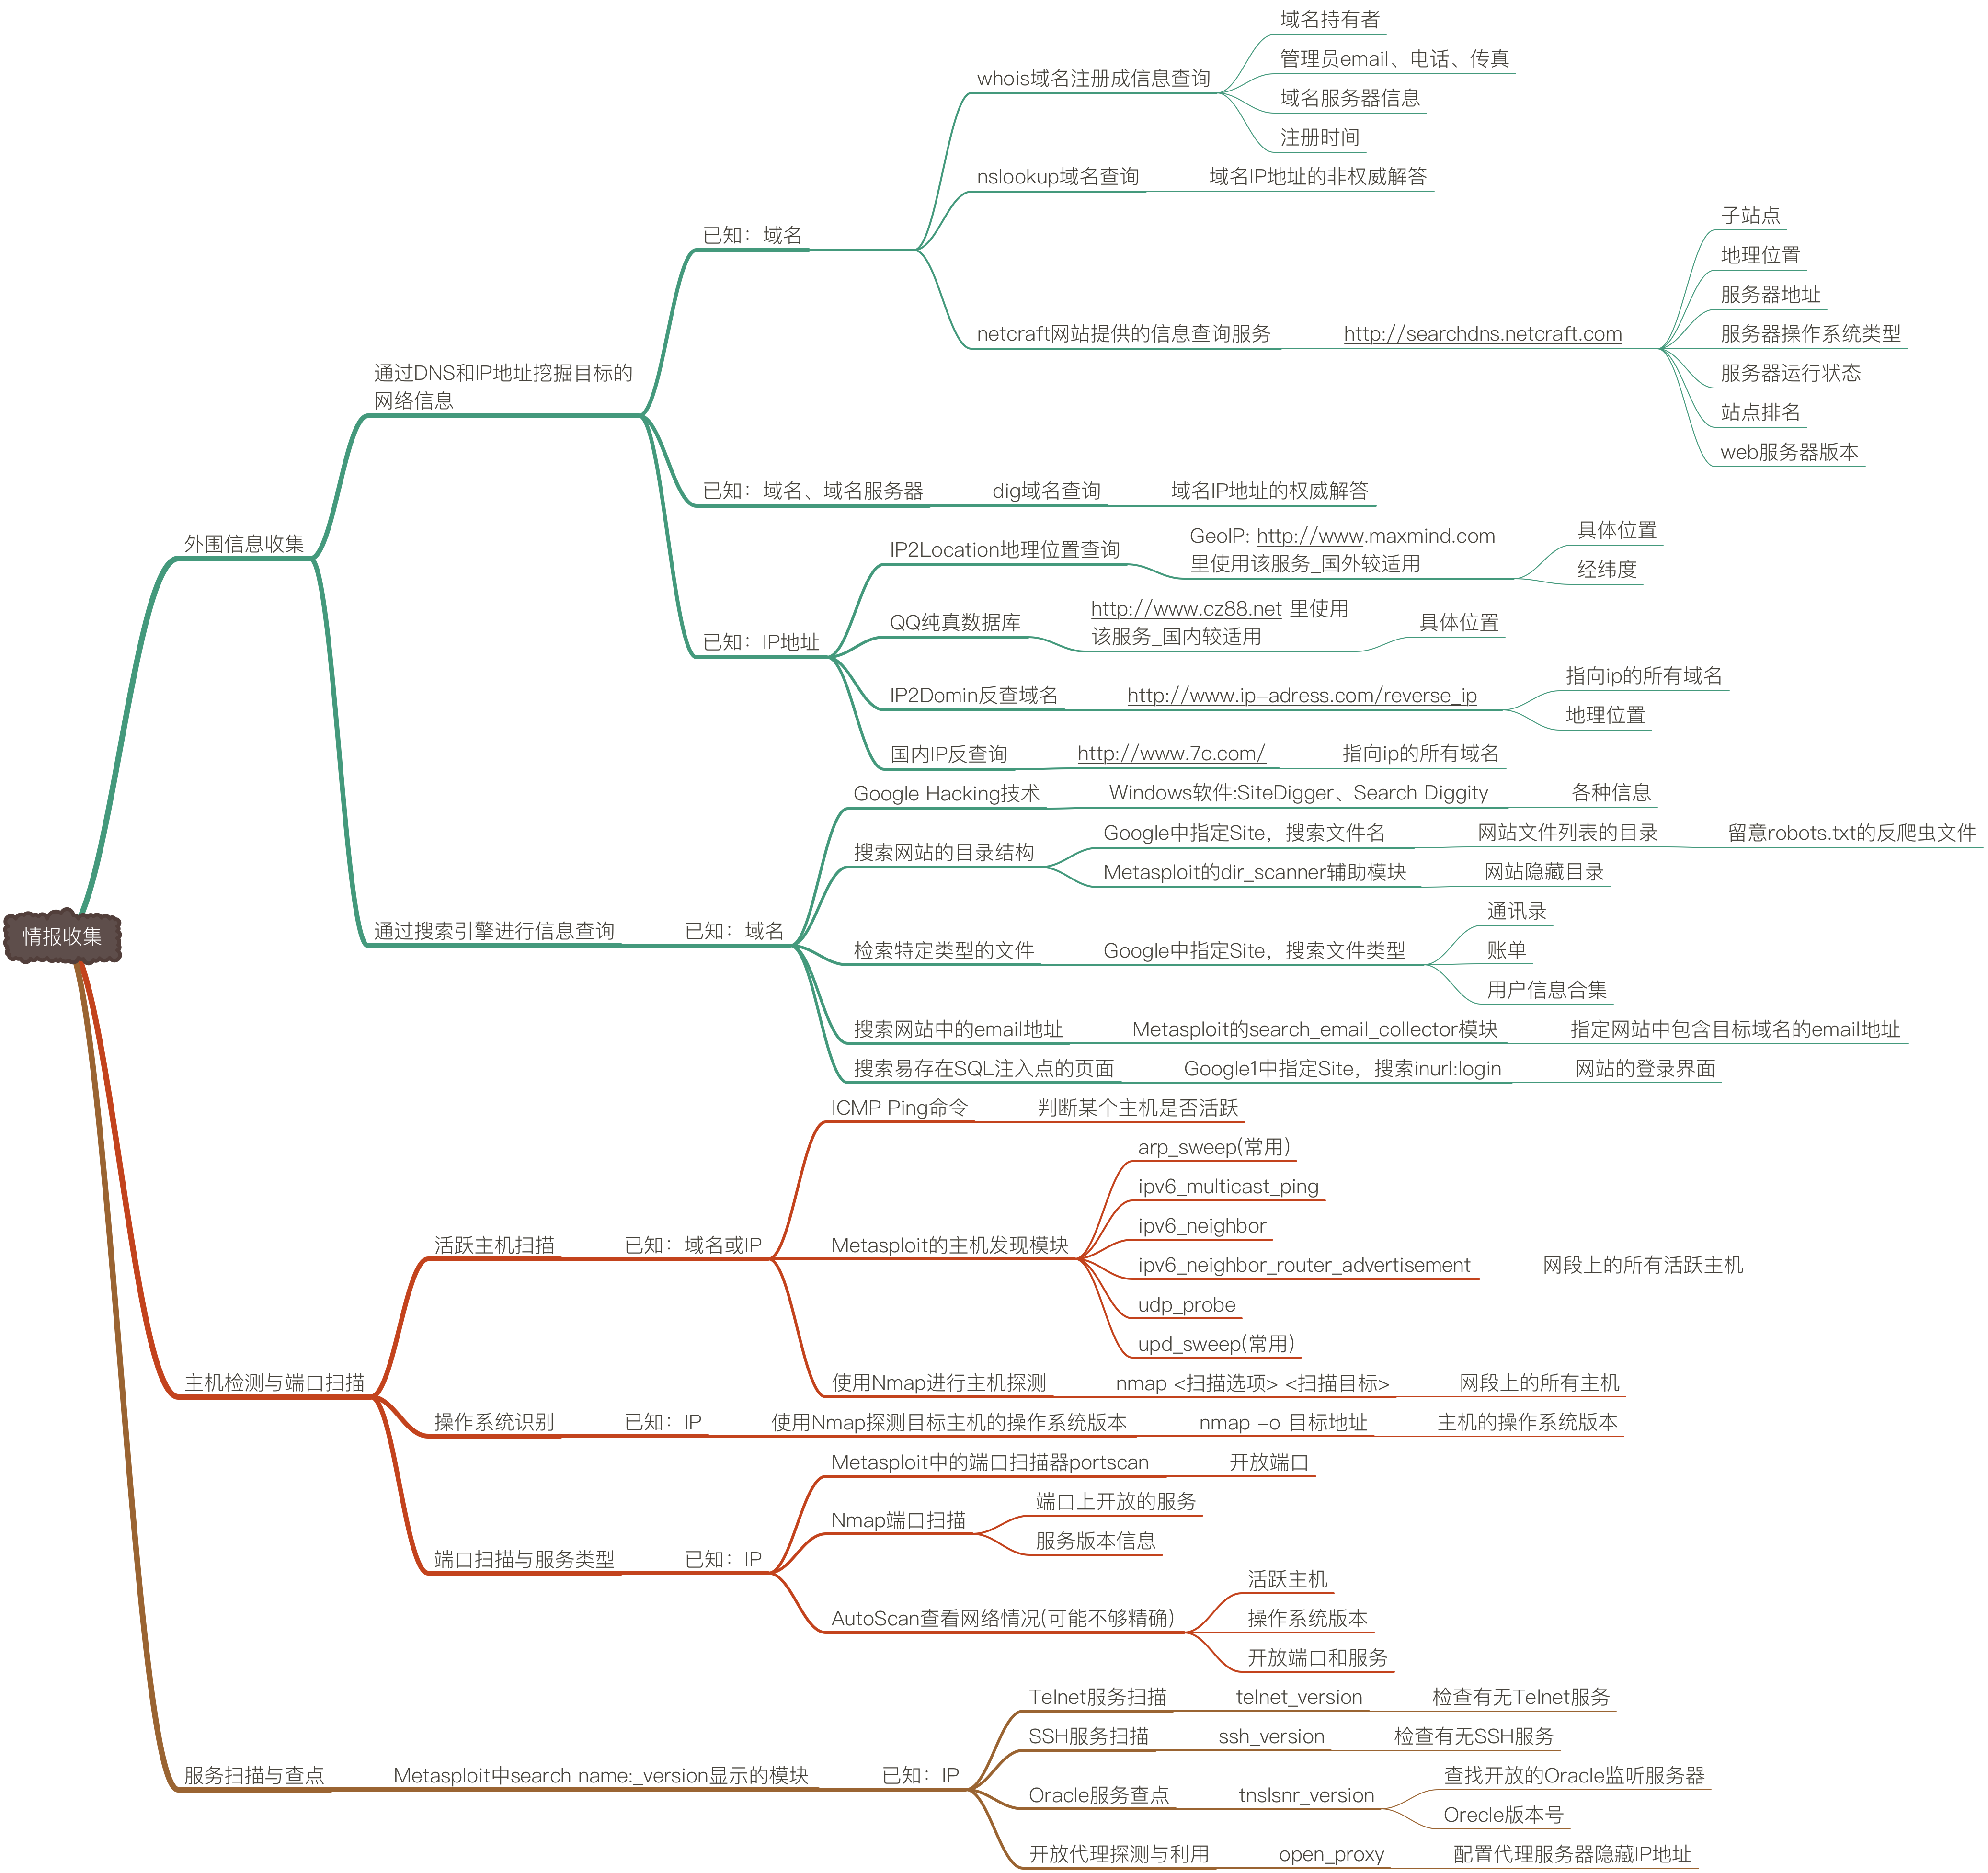 域名持有者
管理员email、电话、传真
whois域名注册成信息查询
域名服务器信息
注册时间
nslookup域名查询 域名IP地址的非权威解答
子站点
已知：域名
地理位置
服务器地址
netcraft网站提供的信息查询服务 http://searchdns.netcraft.com 服务器操作系统类型
通过DNS和IP地址挖掘目标的
网络信息
服务器运行状态
站点排名
web服务器版本
已知：域名、域名服务器 dig域名查询 域名IP地址的权威解答
外围信息收集
IP2Location地理位置查询
GeoIP: http://www.maxmind.com
里使用该服务_国外较适用
具体位置
经纬度
已知：IP地址
QQ纯真数据库
http://www.cz88.net 里使用
该服务_国内较适用
具体位置
IP2Domin反查域名 http://www.ip-adress.com/reverse_ip
指向ip的所有域名
地理位置
国内IP反查询 http://www.7c.com/ 指向ip的所有域名
Google Hacking技术 Windows软件:SiteDigger、Search Diggity 各种信息
搜索网站的目录结构
Google中指定Site，搜索文件名 网站文件列表的目录 留意robots.txt的反爬虫文件
Metasploit的dir_scanner辅助模块 网站隐藏目录
情报收集
通过搜索引擎进行信息查询 已知：域名
检索特定类型的文件 Google中指定Site，搜索文件类型
通讯录
账单
用户信息合集
搜索网站中的email地址 Metasploit的search_email_collector模块 指定网站中包含目标域名的email地址
搜索易存在SQL注入点的页面 Google1中指定Site，搜索inurl:login 网站的登录界面
ICMP Ping命令 判断某个主机是否活跃
arp_sweep(常用)
ipv6_multicast_ping
ipv6_neighbor
活跃主机扫描 已知：域名或IP Metasploit的主机发现模块
ipv6_neighbor_router_advertisement 网段上的所有活跃主机
udp_probe
upd_sweep(常用)
主机检测与端口扫描
使用Nmap进行主机探测 nmap <扫描选项> <扫描目标> 网段上的所有主机
操作系统识别 已知：IP 使用Nmap探测目标主机的操作系统版本 nmap -o 目标地址 主机的操作系统版本
Metasploit中的端口扫描器portscan 开放端口
Nmap端口扫描
端口上开放的服务
服务版本信息
端口扫描与服务类型 已知：IP
AutoScan查看网络情况(可能不够精确)
活跃主机
操作系统版本
开放端口和服务
Telnet服务扫描 telnet_version 检查有无Telnet服务
SSH服务扫描 ssh_version 检查有无SSH服务
服务扫描与查点 Metasploit中search name:_version显示的模块 已知：IP
Oracle服务查点 tnslsnr_version
查找开放的Oracle监听服务器
Orecle版本号
开放代理探测与利用 open_proxy 配置代理服务器隐藏IP地址